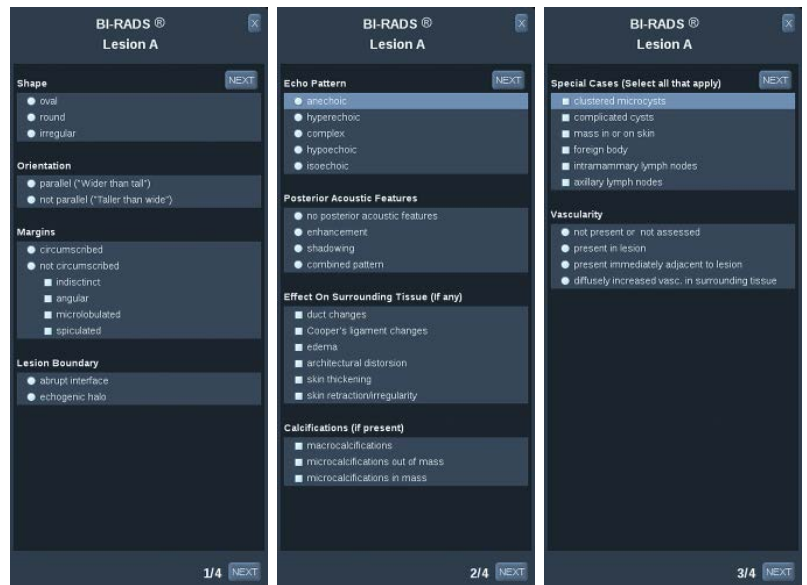 BI-RADS ®
X
Lesion A
NEXT
Shape
oval
round
irregular
Orientation
parallel ("Wider than tall")
not parallel ("Taller than wide")
Margins
circumscribed
not circumscribed
indisctinct
angular
microlobulated
spiculated
Lesion Boundary
abrupt interface
echogenic halo
1/4 NEXT
BI-RADS ®
X
Lesion A
NEXT
Echo Pattern
anechoic
hyperechoic
complex
hypoechoic
isoechoic
Posterior Acoustic Features
no posterior acoustic features
enhancement
shadowing
combined pattern
Effect On Surrounding Tissue (If any)
duct changes
Cooper's ligament changes
edema
architectural distorsion
skin thickening
skin retraction/irregularity
Calcifications (if present)
macrocalcifications
microcalcifications out of mass
microcalcifications in mass
2/4 NEXT
BI-RADS ®
X
Lesion A
NEXT
Special Cases (Select all that apply)
clustered microcysts
complicated cysts
mass in or on skin
foreign body
intramammary lymph nodes
axillary lymph nodes
Vascularity
not present or not assessed
present in lesion
present immediately adjacent to lesion
diffusely increased vasc. in surrounding tissue
3/4 NEXT